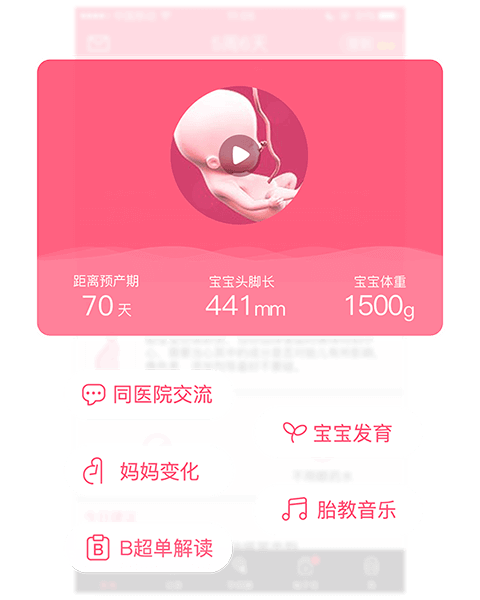 距离预产期
70天
宝宝头脚长
441mm
宝宝体重
1500g
同医院交流
宝宝发育
妈妈变化
胎教音乐
B超单解读